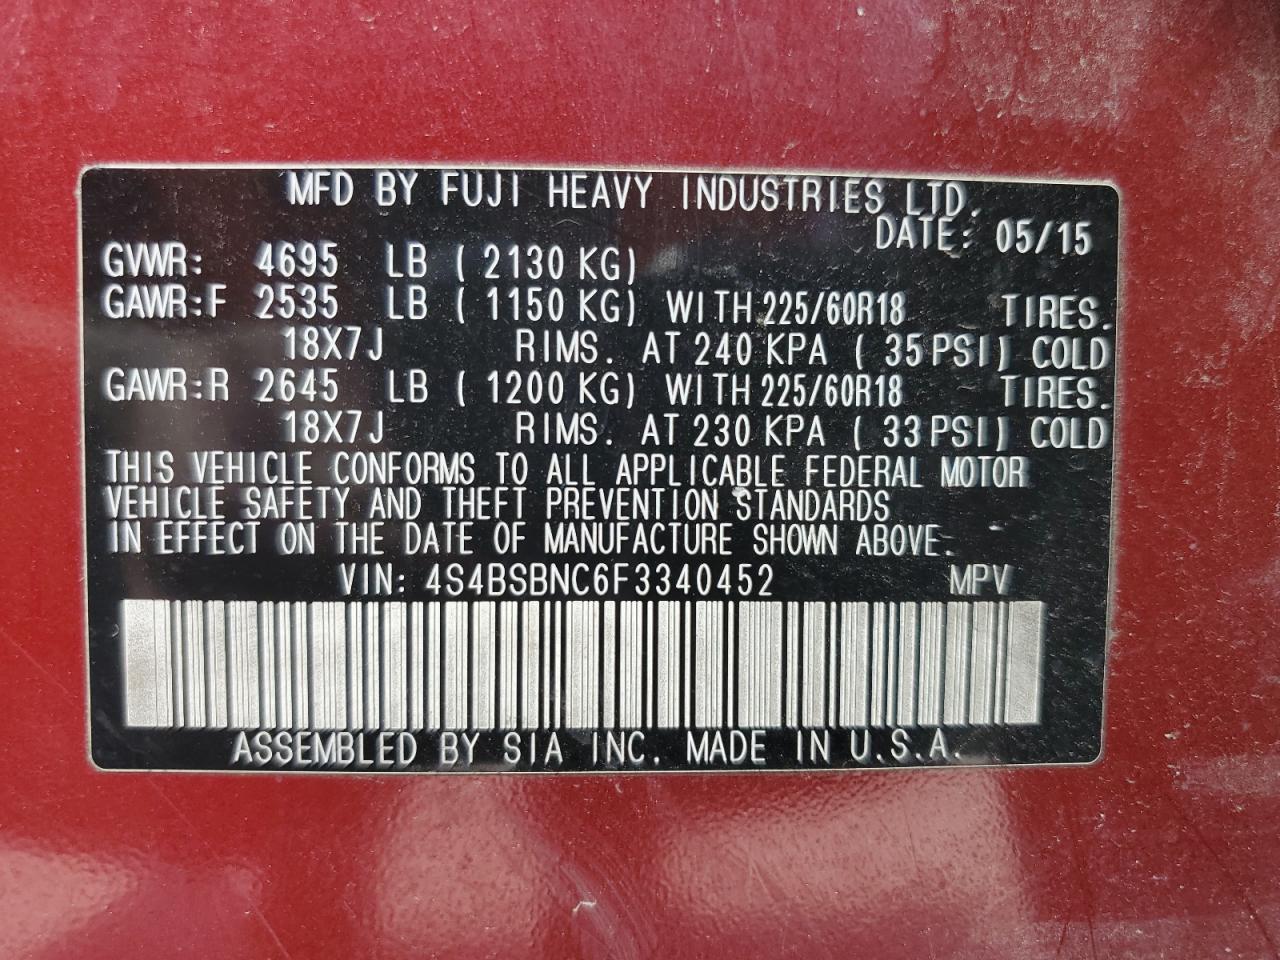 MFD BY FUJI HEAVY INDUSTRIES LTD.
DATE: 05/15
GVWR: 4695 LB ( 2130 KG)
GAWR:F 2535 LB ( 1150 KG) WITH 225/60R18 TIRES.
18X7J RIMS. AT 240 KPA ( 35 PSI) COLD
GAWR:R 2645 LB ( 1200 KG) WITH 225/60R18 TIRES.
18X7J RIMS. AT 230 KPA ( 33 PSI) COLD
THIS VEHICLE CONFORMS TO ALL APPLICABLE FEDERAL MOTOR
VEHICLE SAFETY AND THEFT PREVENTION STANDARDS
IN EFFECT ON THE DATE OF MANUFACTURE SHOWN ABOVE.
VIN: 4S4BSBNC6F3340452 MPV
ASSEMBLED BY SIA INC. MADE IN U.S.A.